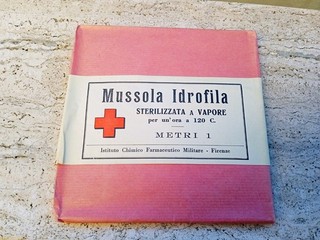 Mussola Idrofila
STERILIZZATA A VAPORE
per un'ora a 120 C.
METRI 1
Istituto Chimico Farmaceutico Militare - Firenze